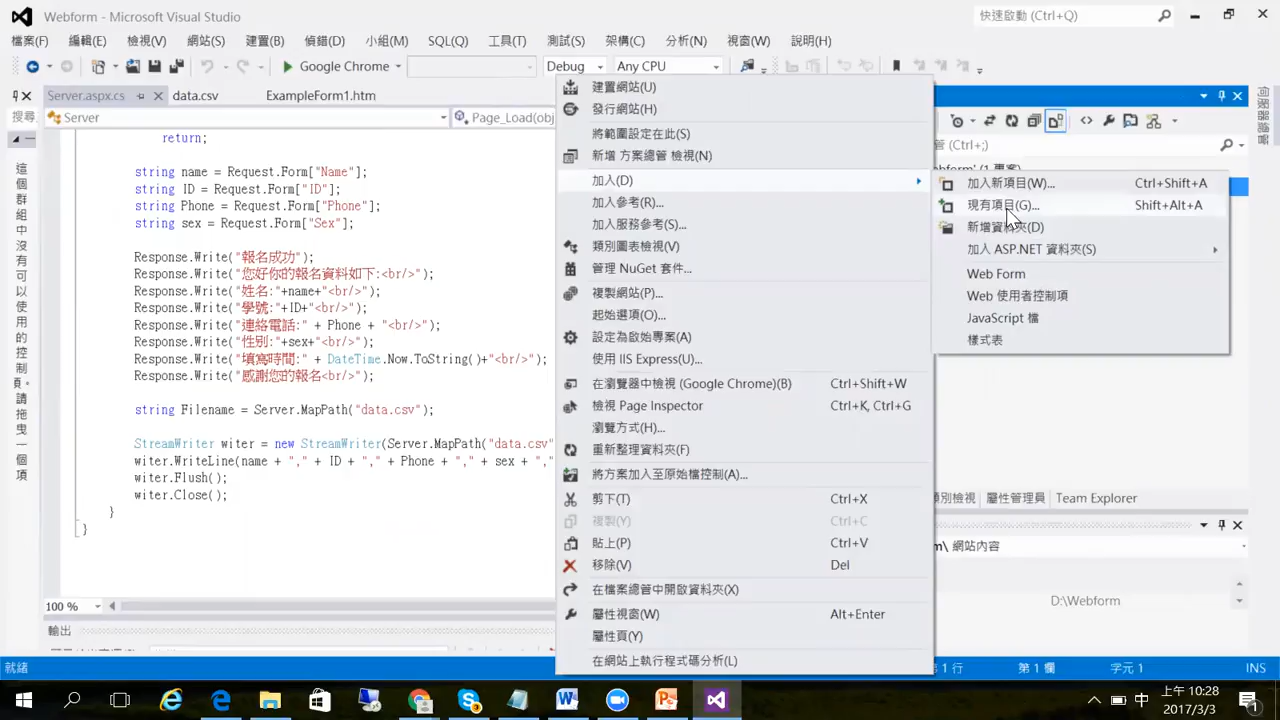 Webform - Microsoft Visual Studio
快速啟動 (Ctrl+Q)
檔案(F) 編輯(E) 檢視(V) 網站(S) 建置(B) 偵錯(D) 小組(M) SQL(Q) 工具(T) 測試(S) 架構(C) 分析(N) 視窗(W) 說明(H)
Google Chrome Debug Any CPU
Server.aspx.cs data.csv ExampleForm1.htm
搜尋
Server Page_Load(obj
return;
string name = Request.Form["Name"];
string ID = Request.Form["ID"];
string Phone = Request.Form["Phone"];
string sex = Request.Form["Sex"];
Response.Write("報名成功");
Response.Write("您好你的報名資料如下:<br/>");
Response.Write("姓名:"+name+"<br/>");
Response.Write("學號:"+ID+"<br/>");
Response.Write("連絡電話:" + Phone + "<br/>");
Response.Write("性別:"+sex+"<br/>");
Response.Write("填寫時間:" + DateTime.Now.ToString()+"<br/>");
Response.Write("感謝您的報名<br/>");
string Filename = Server.MapPath("data.csv");
StreamWriter witer = new StreamWriter(Server.MapPath("data.csv"
witer.WriteLine(name + "," + ID + "," + Phone + "," + sex + ","
witer.Flush();
witer.Close();
}
}
這個群組中沒有可以使用的控制項。請拖曳一個項
100 %
輸出
建置網站(U)
發行網站(H)
將範圍設定在此(S)
新增 方案總管 檢視(N)
加入(D)
加入參考(R)...
加入服務參考(S)...
類別圖表檢視(V)
管理 NuGet 套件...
複製網站(P)...
起始選項(O)...
設定為啟始專案(A)
使用 IIS Express(U)...
在瀏覽器中檢視 (Google Chrome)(B) Ctrl+Shift+W
檢視 Page Inspector Ctrl+K, Ctrl+G
瀏覽方式(H)...
重新整理資料夾(F)
將方案加入至原始檔控制(A)...
剪下(T) Ctrl+X
複製(Y) Ctrl+C
貼上(P) Ctrl+V
移除(V) Del
在檔案總管中開啟資料夾(X)
屬性視窗(W) Alt+Enter
屬性頁(Y)
在網站上執行程式碼分析(L)
管 (Ctrl+;)
加入新項目(W)... Ctrl+Shift+A
現有項目(G)... Shift+Alt+A
新增資料夾(D)
加入 ASP.NET 資料夾(S)
Web Form
Web 使用者控制項
JavaScript 檔
樣式表
伺服器總管
類別檢視 屬性管理員 Team Explorer
m\ 網站內容
D:\Webform
就緒 第 1 行 第 1 欄 字元 1 INS
中 上午 10:28
2017/3/3